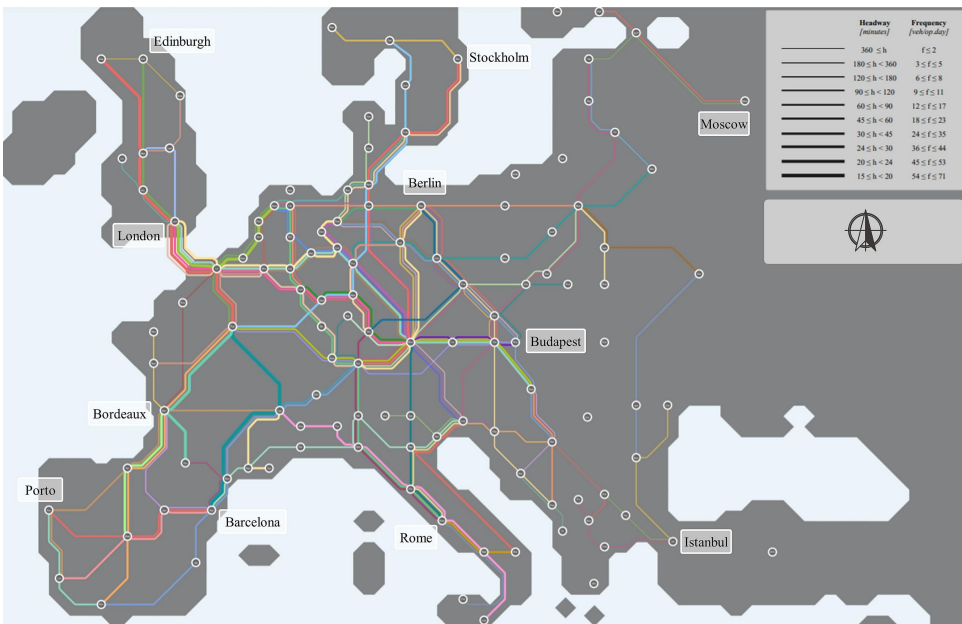 Headway Frequency
[minutes] [veh/op.day]
360 ≤ h f ≤ 2
180 ≤ h < 360 3 ≤ f ≤ 5
120 ≤ h < 180 6 ≤ f ≤ 8
90 ≤ h < 120 9 ≤ f ≤ 11
60 ≤ h < 90 12 ≤ f ≤ 17
45 ≤ h < 60 18 ≤ f ≤ 23
30 ≤ h < 45 24 ≤ f ≤ 35
24 ≤ h < 30 36 ≤ f ≤ 44
20 ≤ h < 24 45 ≤ f ≤ 53
15 ≤ h < 20 54 ≤ f ≤ 71
Edinburgh
Stockholm
Moscow
Berlin
London
Budapest
Bordeaux
Porto
Barcelona
Rome
Istanbul